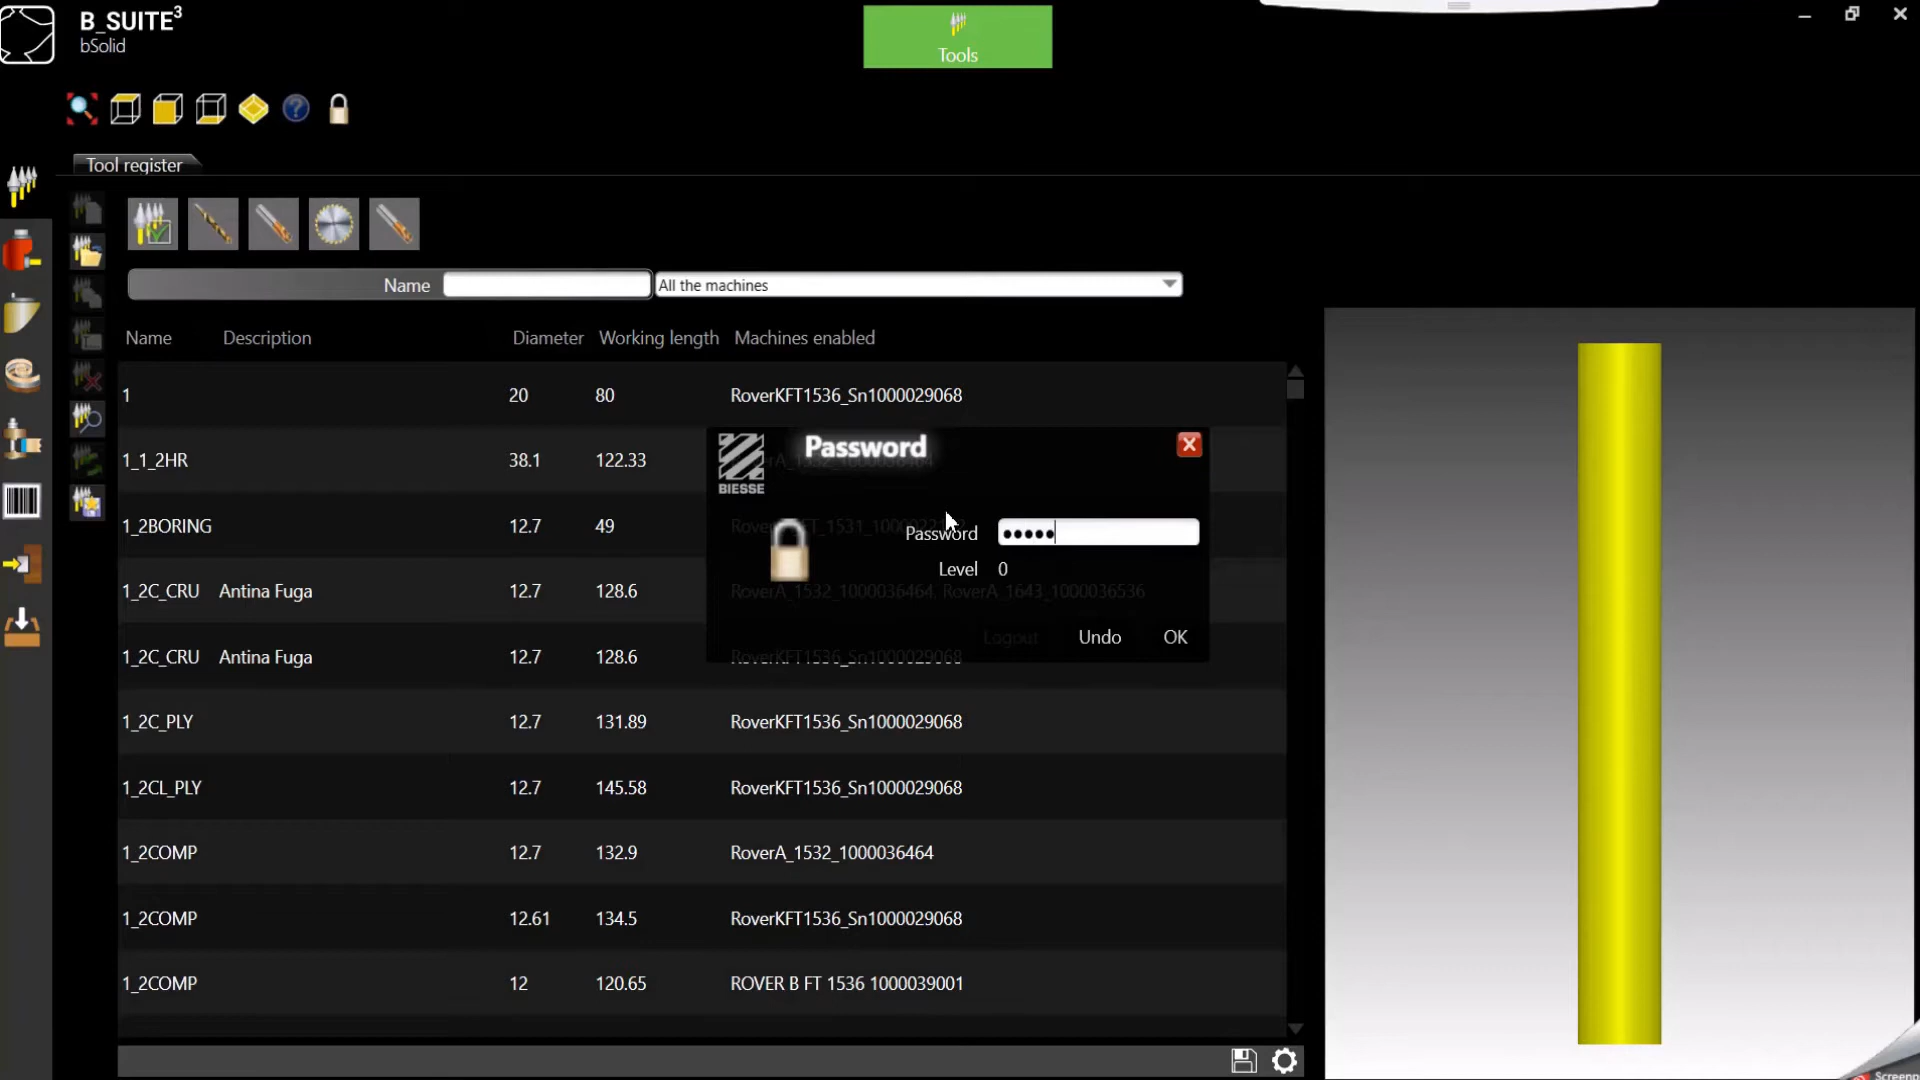 B_SUITE³
bSolid
Tools
Tool register
Name
All the machines
Name Description Diameter Working length Machines enabled
1 20 80 RoverKFT1536_Sn1000029068
1_1_2HR 38.1 122.33
1_2BORING 12.7 49
1_2C_CRU Antina Fuga 12.7 128.6 RoverA_1532_1000036464, RoverA_1643_1000036536
1_2C_CRU Antina Fuga 12.7 128.6 RoverKFT1536_Sn1000029068
1_2C_PLY 12.7 131.89 RoverKFT1536_Sn1000029068
1_2CL_PLY 12.7 145.58 RoverKFT1536_Sn1000029068
1_2COMP 12.7 132.9 RoverA_1532_1000036464
1_2COMP 12.61 134.5 RoverKFT1536_Sn1000029068
1_2COMP 12 120.65 ROVER B FT 1536 1000039001
Password
BIESSE
Password •••••
Level 0
Logout Undo OK